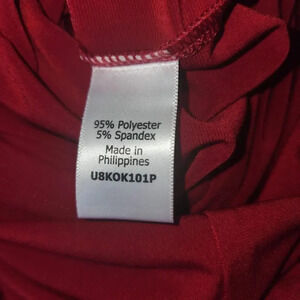 95% Polyester
5% Spandex
Made in
Philippines
U8KOK101P